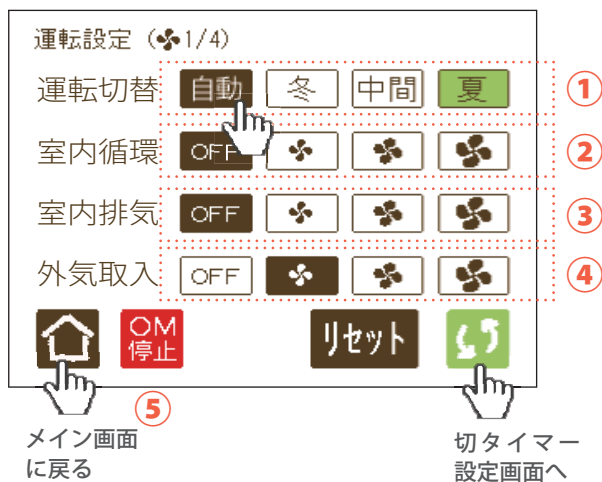 運転設定 (1/4)
運転切替 自動 冬 中間 夏 ①
室内循環 OFF ②
室内排気 OFF ③
外気取入 OFF ④
OM
停止
リセット
⑤
メイン画面
に戻る
切タイマー
設定画面へ